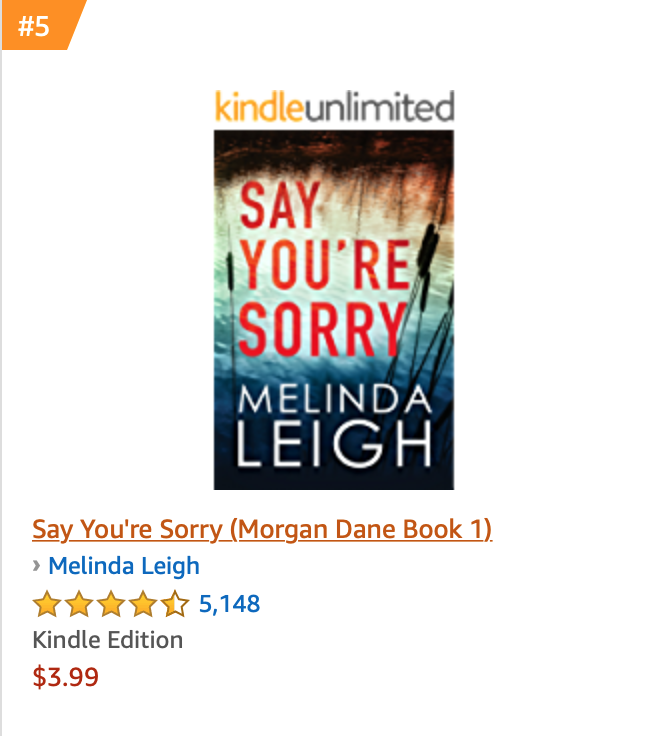 #5
kindleunlimited
SAY
YOU'RE
SORRY
MELINDA
LEIGH
Say You're Sorry (Morgan Dane Book 1)
› Melinda Leigh
5,148
Kindle Edition
$3.99